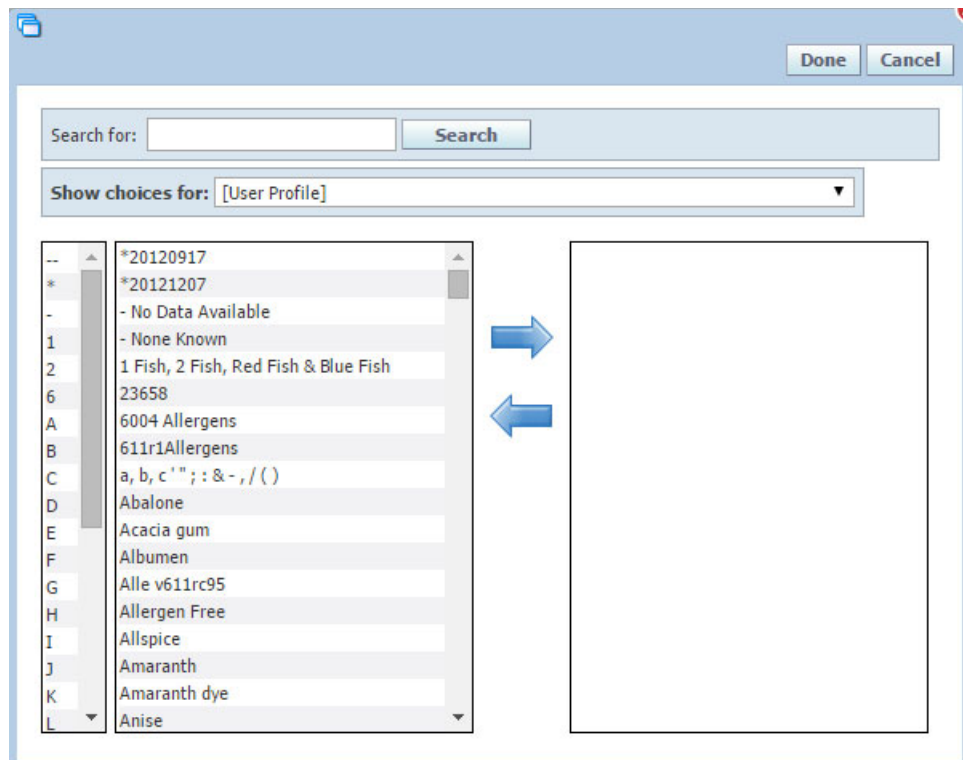 Done Cancel
Search for: Search
Show choices for: [User Profile]
--
*
-
1
2
6
A
B
C
D
E
F
G
H
I
J
K
L
*20120917
*20121207
- No Data Available
- None Known
1 Fish, 2 Fish, Red Fish & Blue Fish
23658
6004 Allergens
611r1Allergens
a, b, c ' " ; : & - , / ( )
Abalone
Acacia gum
Albumen
Alle v611rc95
Allergen Free
Allspice
Amaranth
Amaranth dye
Anise